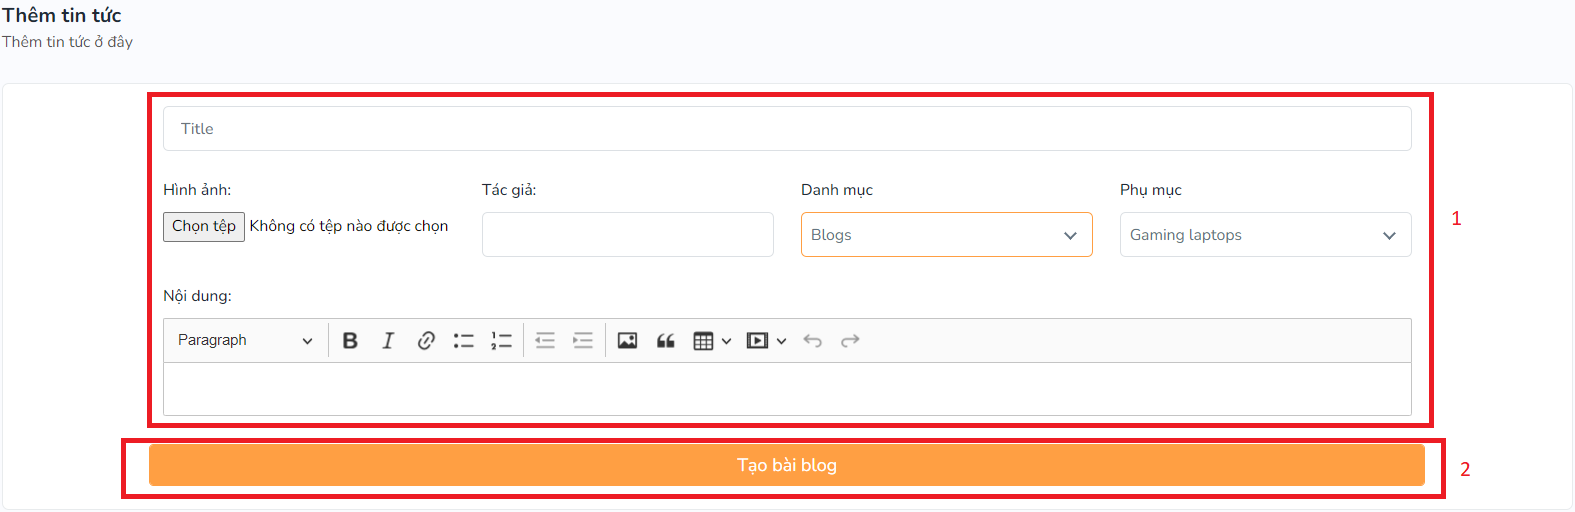 Thêm tin tức
Thêm tin tức ở đây
Title
Hình ảnh: Tác giả: Danh mục Phụ mục
Chọn tệp Không có tệp nào được chọn Blogs Gaming laptops
1
Nội dung:
Paragraph
Tạo bài blog
2